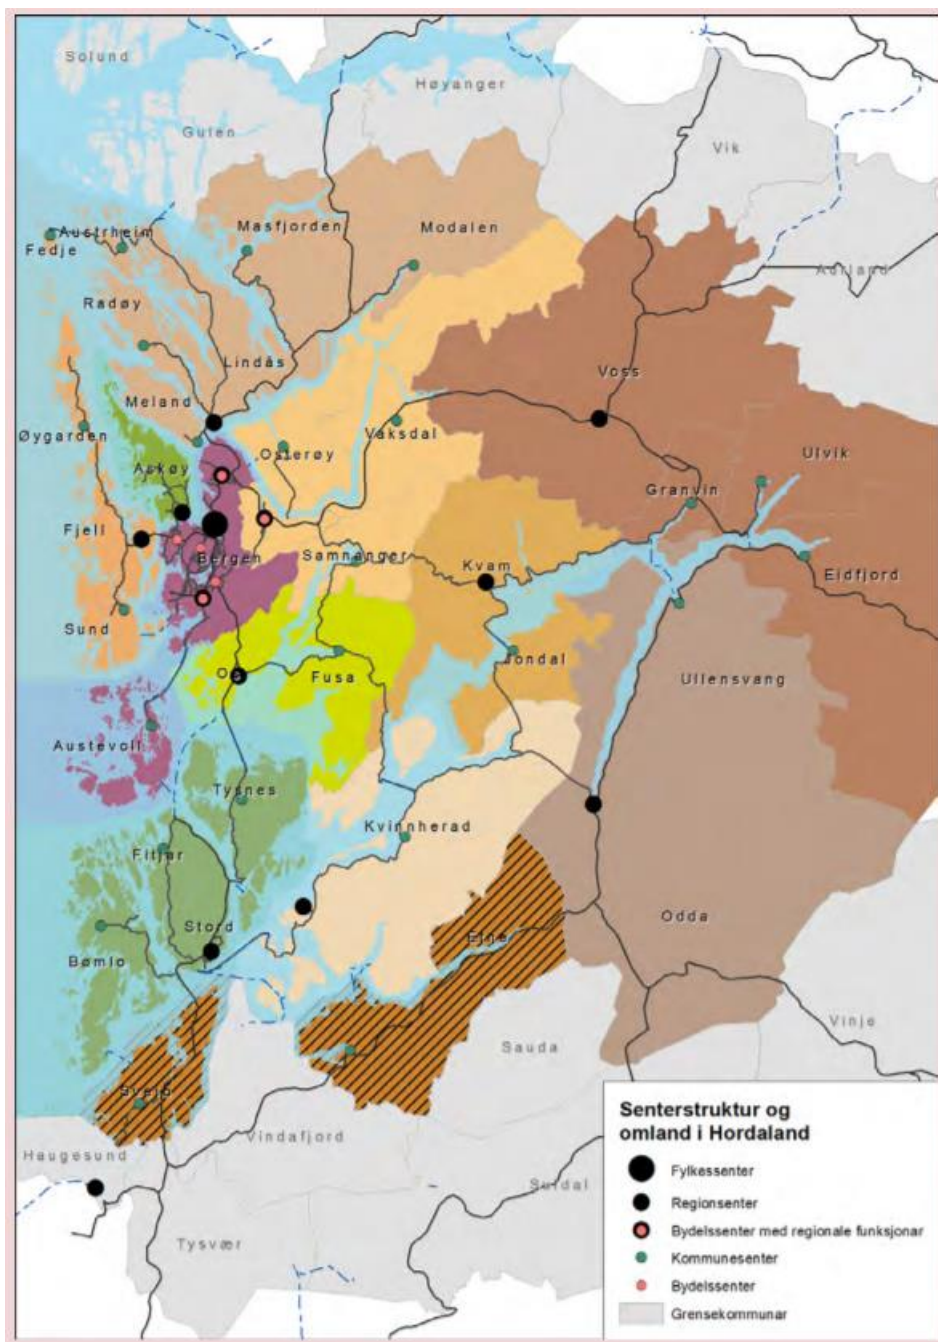 Solund
Høyanger
Gulen
Vik
Austrheim
Masfjorden
Modalen
Fedje
Aurland
Radøy
Lindås
Voss
Meland
Øygarden
Vaksdal
Osterøy
Ulvik
Askøy
Granvin
Fjell
Bergen
Samnanger
Kvam
Eidfjord
Sund
Jondal
Os
Fusa
Ullensvang
Austevoll
Tysnes
Kvinnherad
Fitjar
Odda
Stord
Etne
Bømlo
Vinje
Sauda
Sveio
Vindafjord
Haugesund
Suldal
Tysvær
Senterstruktur og
omland i Hordaland
Fylkessenter
Regionsenter
Bydelssenter med regionale funksjonar
Kommunesenter
Bydelssenter
Grensekommunar